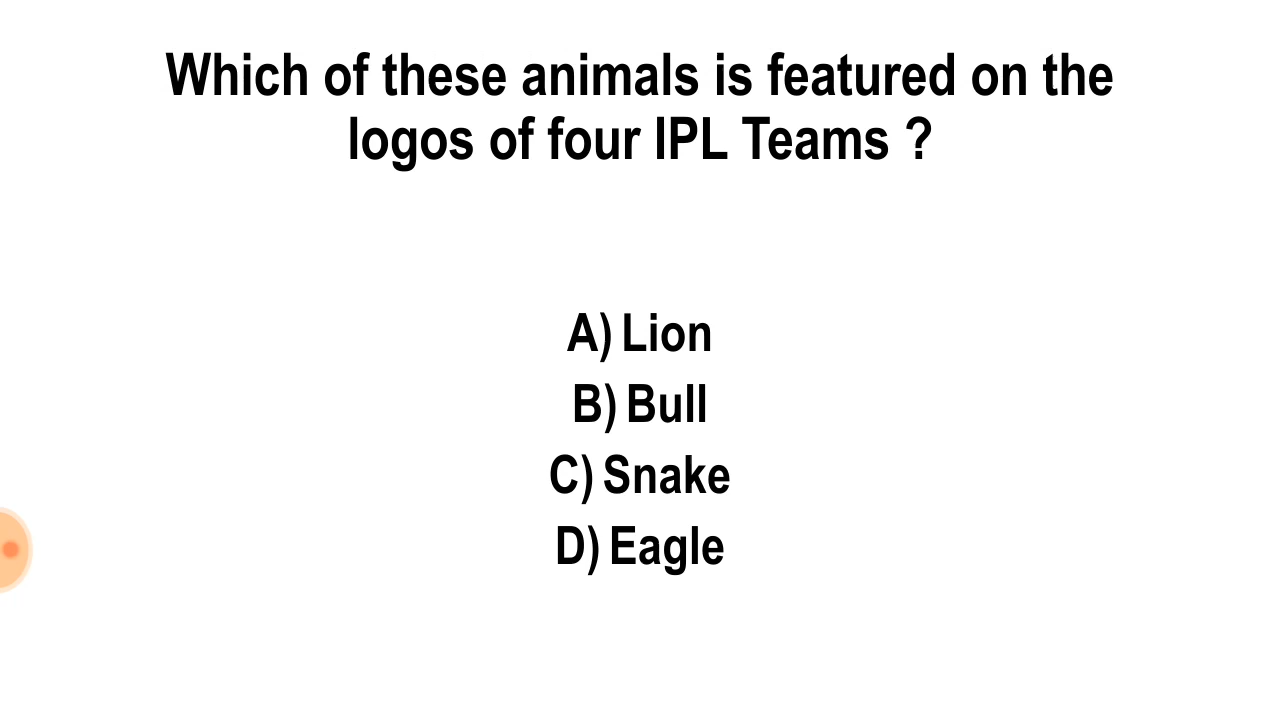 Which of these animals is featured on the
logos of four IPL Teams ?
A) Lion
B) Bull
C) Snake
D) Eagle